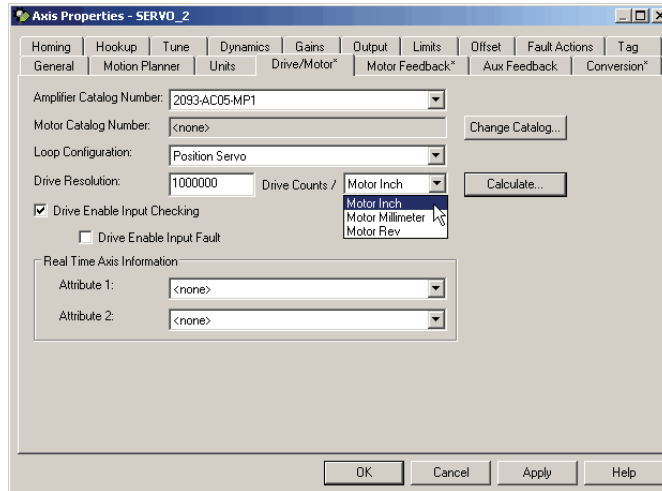 Axis Properties - SERVO_2
Homing Hookup Tune Dynamics Gains Output Limits Offset Fault Actions Tag
General Motion Planner Units Drive/Motor* Motor Feedback* Aux Feedback Conversion*
Amplifier Catalog Number: 2093-AC05-MP1
Motor Catalog Number: <none> Change Catalog...
Loop Configuration: Position Servo
Drive Resolution: 1000000 Drive Counts / Motor Inch Calculate...
Motor Inch
Drive Enable Input Checking
Motor Millimeter
Motor Rev
Drive Enable Input Fault
Real Time Axis Information
Attribute 1: <none>
Attribute 2: <none>
OK Cancel Apply Help